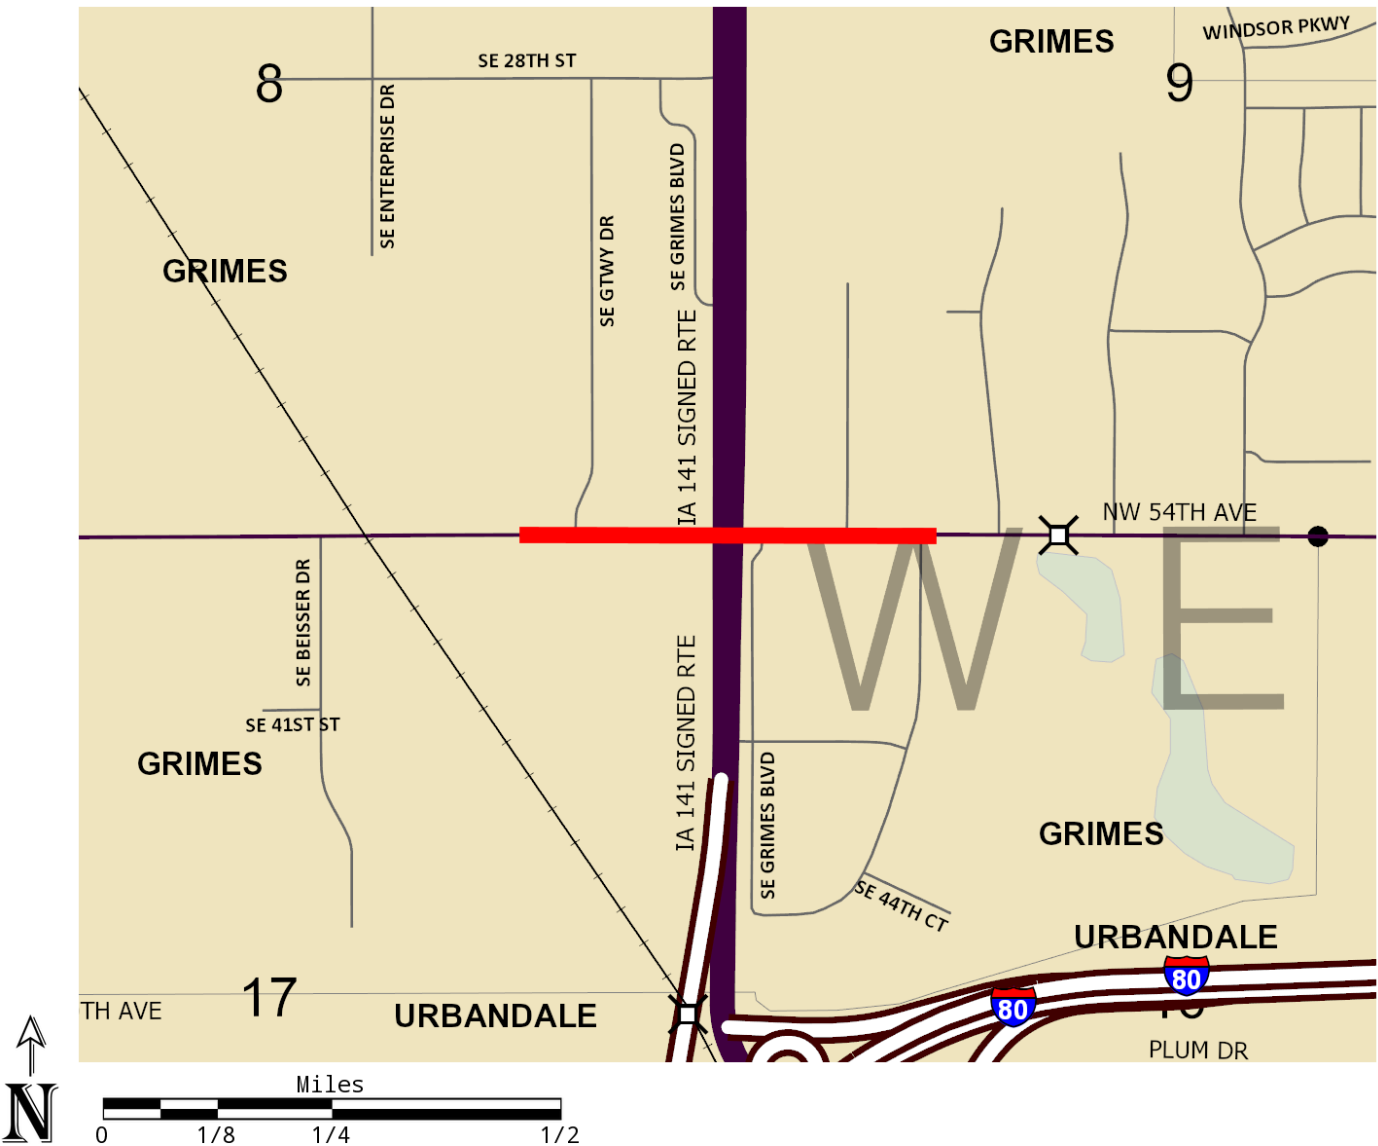 GRIMES
WINDSOR PKWY
SE 28TH ST
8
9
SE ENTERPRISE DR
SE GRIMES BLVD
SE GTWY DR
GRIMES
IA 141 SIGNED RTE
NW 54TH AVE
W E
SE BEISSER DR
IA 141 SIGNED RTE
SE 41ST ST
GRIMES
SE GRIMES BLVD
GRIMES
SE 44TH CT
URBANDALE
80
17
80
TH AVE
URBANDALE
PLUM DR
N
Miles
0 1/8 1/4 1/2